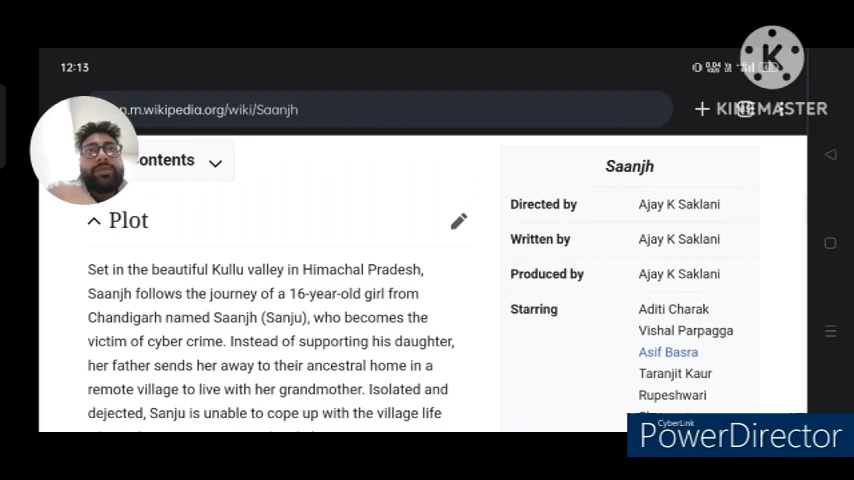 12:13
KINEMASTER
.m.wikipedia.org/wiki/Saanjh
ontents
Plot
Set in the beautiful Kullu valley in Himachal Pradesh,
Saanjh follows the journey of a 16-year-old girl from
Chandigarh named Saanjh (Sanju), who becomes the
victim of cyber crime. Instead of supporting his daughter,
her father sends her away to their ancestral home in a
remote village to live with her grandmother. Isolated and
dejected, Sanju is unable to cope up with the village life
Saanjh
Directed by Ajay K Saklani
Written by Ajay K Saklani
Produced by Ajay K Saklani
Starring Aditi Charak
Vishal Parpagga
Asif Basra
Taranjit Kaur
Rupeshwari
CyberLink
PowerDirector